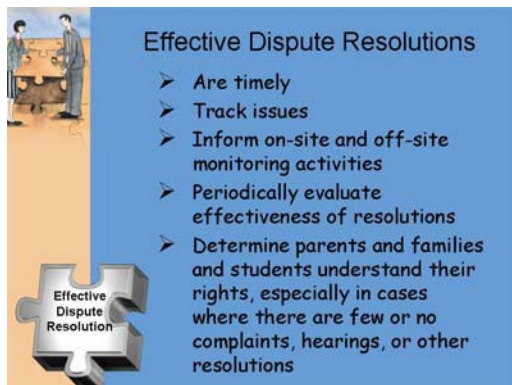 Effective Dispute Resolutions
➢ Are timely
➢ Track issues
➢ Inform on-site and off-site
monitoring activities
➢ Periodically evaluate
effectiveness of resolutions
➢ Determine parents and families
and students understand their
rights, especially in cases
where there are few or no
complaints, hearings, or other
resolutions
Effective
Dispute
Resolution